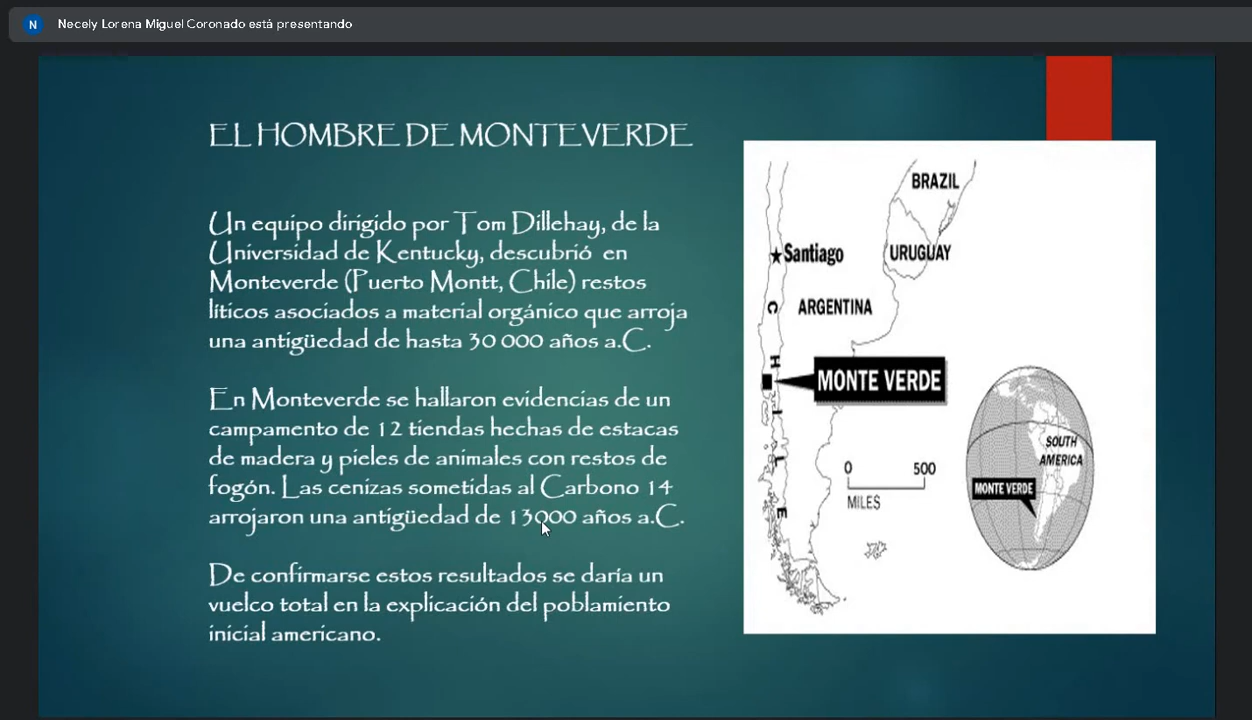 N
Necely Lorena Miguel Coronado está presentando
EL HOMBRE DE MONTEVERDE
Un equipo dirigido por Tom Dillehay, de la
Universidad de Kentucky, descubrió en
Monteverde (Puerto Montt, Chile) restos
líticos asociados a material orgánico que arroja
una antigüedad de hasta 30 000 años a.C.
En Monteverde se hallaron evidencias de un
campamento de 12 tiendas hechas de estacas
de madera y pieles de animales con restos de
fogón. Las cenizas sometidas al Carbono 14
arrojaron una antigüedad de 13000 años a.C.
De confirmarse estos resultados se daría un
vuelco total en la explicación del poblamiento
inicial americano.
BRAZIL
Santiago
URUGUAY
ARGENTINA
CHILE
MONTE VERDE
0 500
MILES
SOUTH
AMERICA
MONTE VERDE